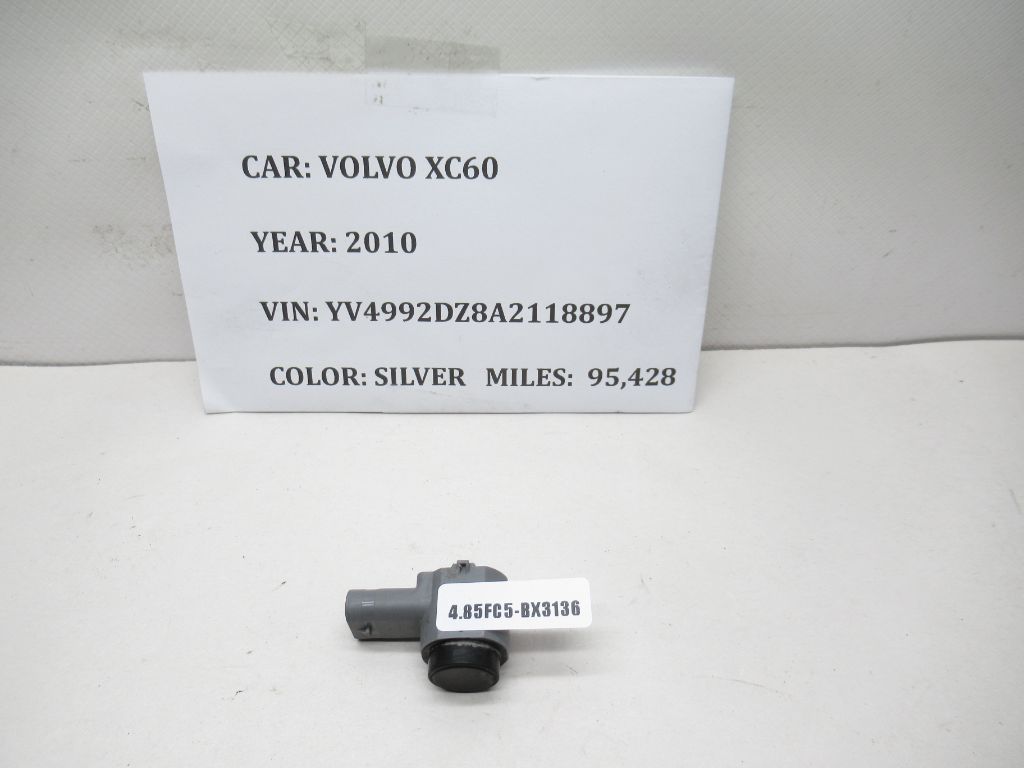 CAR: VOLVO XC60
YEAR: 2010
VIN: YV4992DZ8A2118897
COLOR: SILVER MILES: 95,428
4.85FC5-BX3136